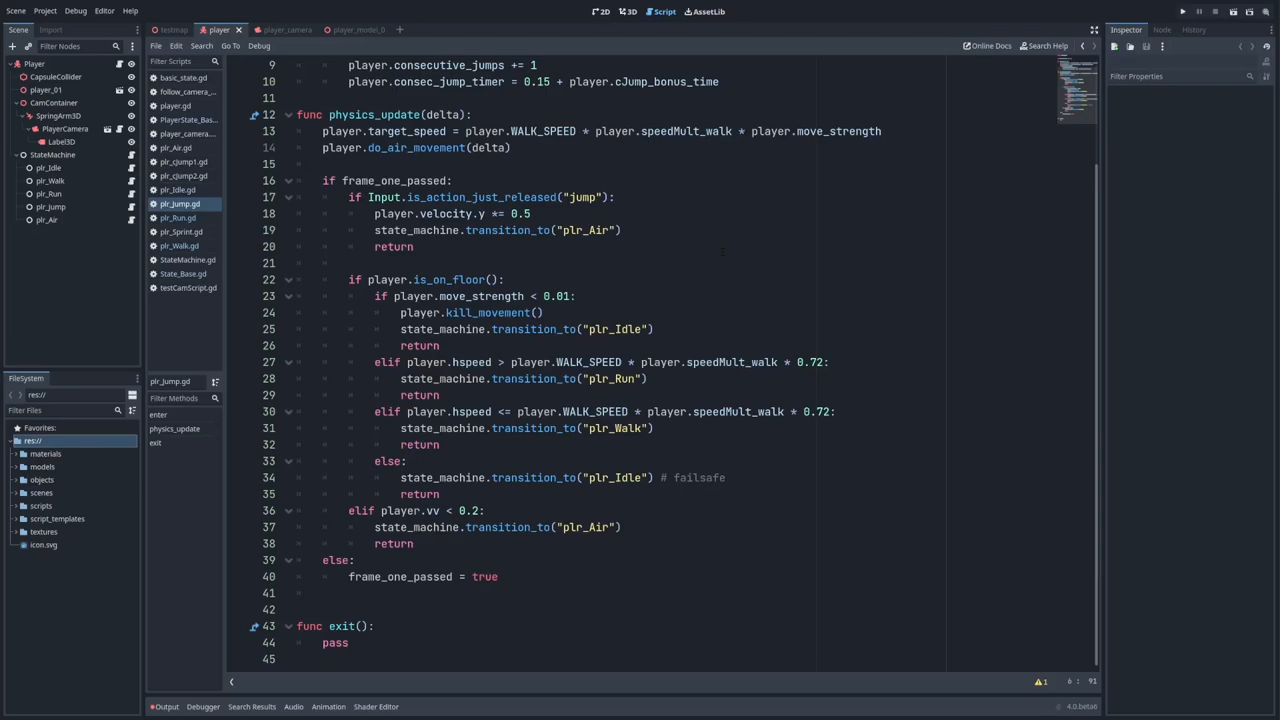 Scene Project Debug Editor Help
2D 3D Script AssetLib
Scene Import
Filter Nodes
Player
CapsuleCollider
player_01
CamContainer
SpringArm3D
PlayerCamera
Label3D
StateMachine
plr_Idle
plr_Walk
plr_Run
plr_Jump
plr_Air
FileSystem
res://
Filter Files
Favorites:
res://
materials
models
objects
scenes
scripts
script_templates
textures
icon.svg
testmap player player_camera player_model_0
File Edit Search Go To Debug
Online Docs Search Help
Filter Scripts
basic_state.gd
follow_camera_...
player.gd
PlayerState_Bas...
player_camera....
plr_Air.gd
plr_cJump1.gd
plr_cJump2.gd
plr_Idle.gd
plr_Jump.gd
plr_Run.gd
plr_Sprint.gd
plr_Walk.gd
StateMachine.gd
State_Base.gd
testCamScript.gd
plr_Jump.gd
Filter Methods
enter
physics_update
exit
9 player.consecutive_jumps += 1
10 player.consec_jump_timer = 0.15 + player.cJump_bonus_time
11
12 func physics_update(delta):
13 player.target_speed = player.WALK_SPEED * player.speedMult_walk * player.move_strength
14 player.do_air_movement(delta)
15
16 if frame_one_passed:
17 if Input.is_action_just_released("jump"):
18 player.velocity.y *= 0.5
19 state_machine.transition_to("plr_Air")
20 return
21
22 if player.is_on_floor():
23 if player.move_strength < 0.01:
24 player.kill_movement()
25 state_machine.transition_to("plr_Idle")
26 return
27 elif player.hspeed > player.WALK_SPEED * player.speedMult_walk * 0.72:
28 state_machine.transition_to("plr_Run")
29 return
30 elif player.hspeed <= player.WALK_SPEED * player.speedMult_walk * 0.72:
31 state_machine.transition_to("plr_Walk")
32 return
33 else:
34 state_machine.transition_to("plr_Idle") # failsafe
35 return
36 elif player.vv < 0.2:
37 state_machine.transition_to("plr_Air")
38 return
39 else:
40 frame_one_passed = true
41
42
43 func exit():
44 pass
45
1 6 : 91
Output Debugger Search Results Audio Animation Shader Editor
4.0.beta6
Inspector Node History
Filter Properties